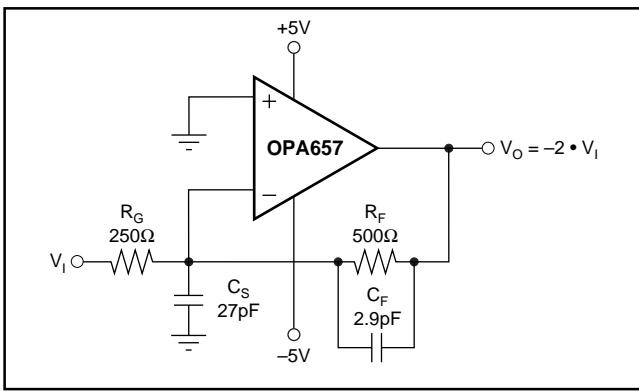 +5V
+
OPA657
V_O = –2 • V_I
–
R_G
250Ω
R_F
500Ω
V_I
C_S
27pF
C_F
2.9pF
–5V